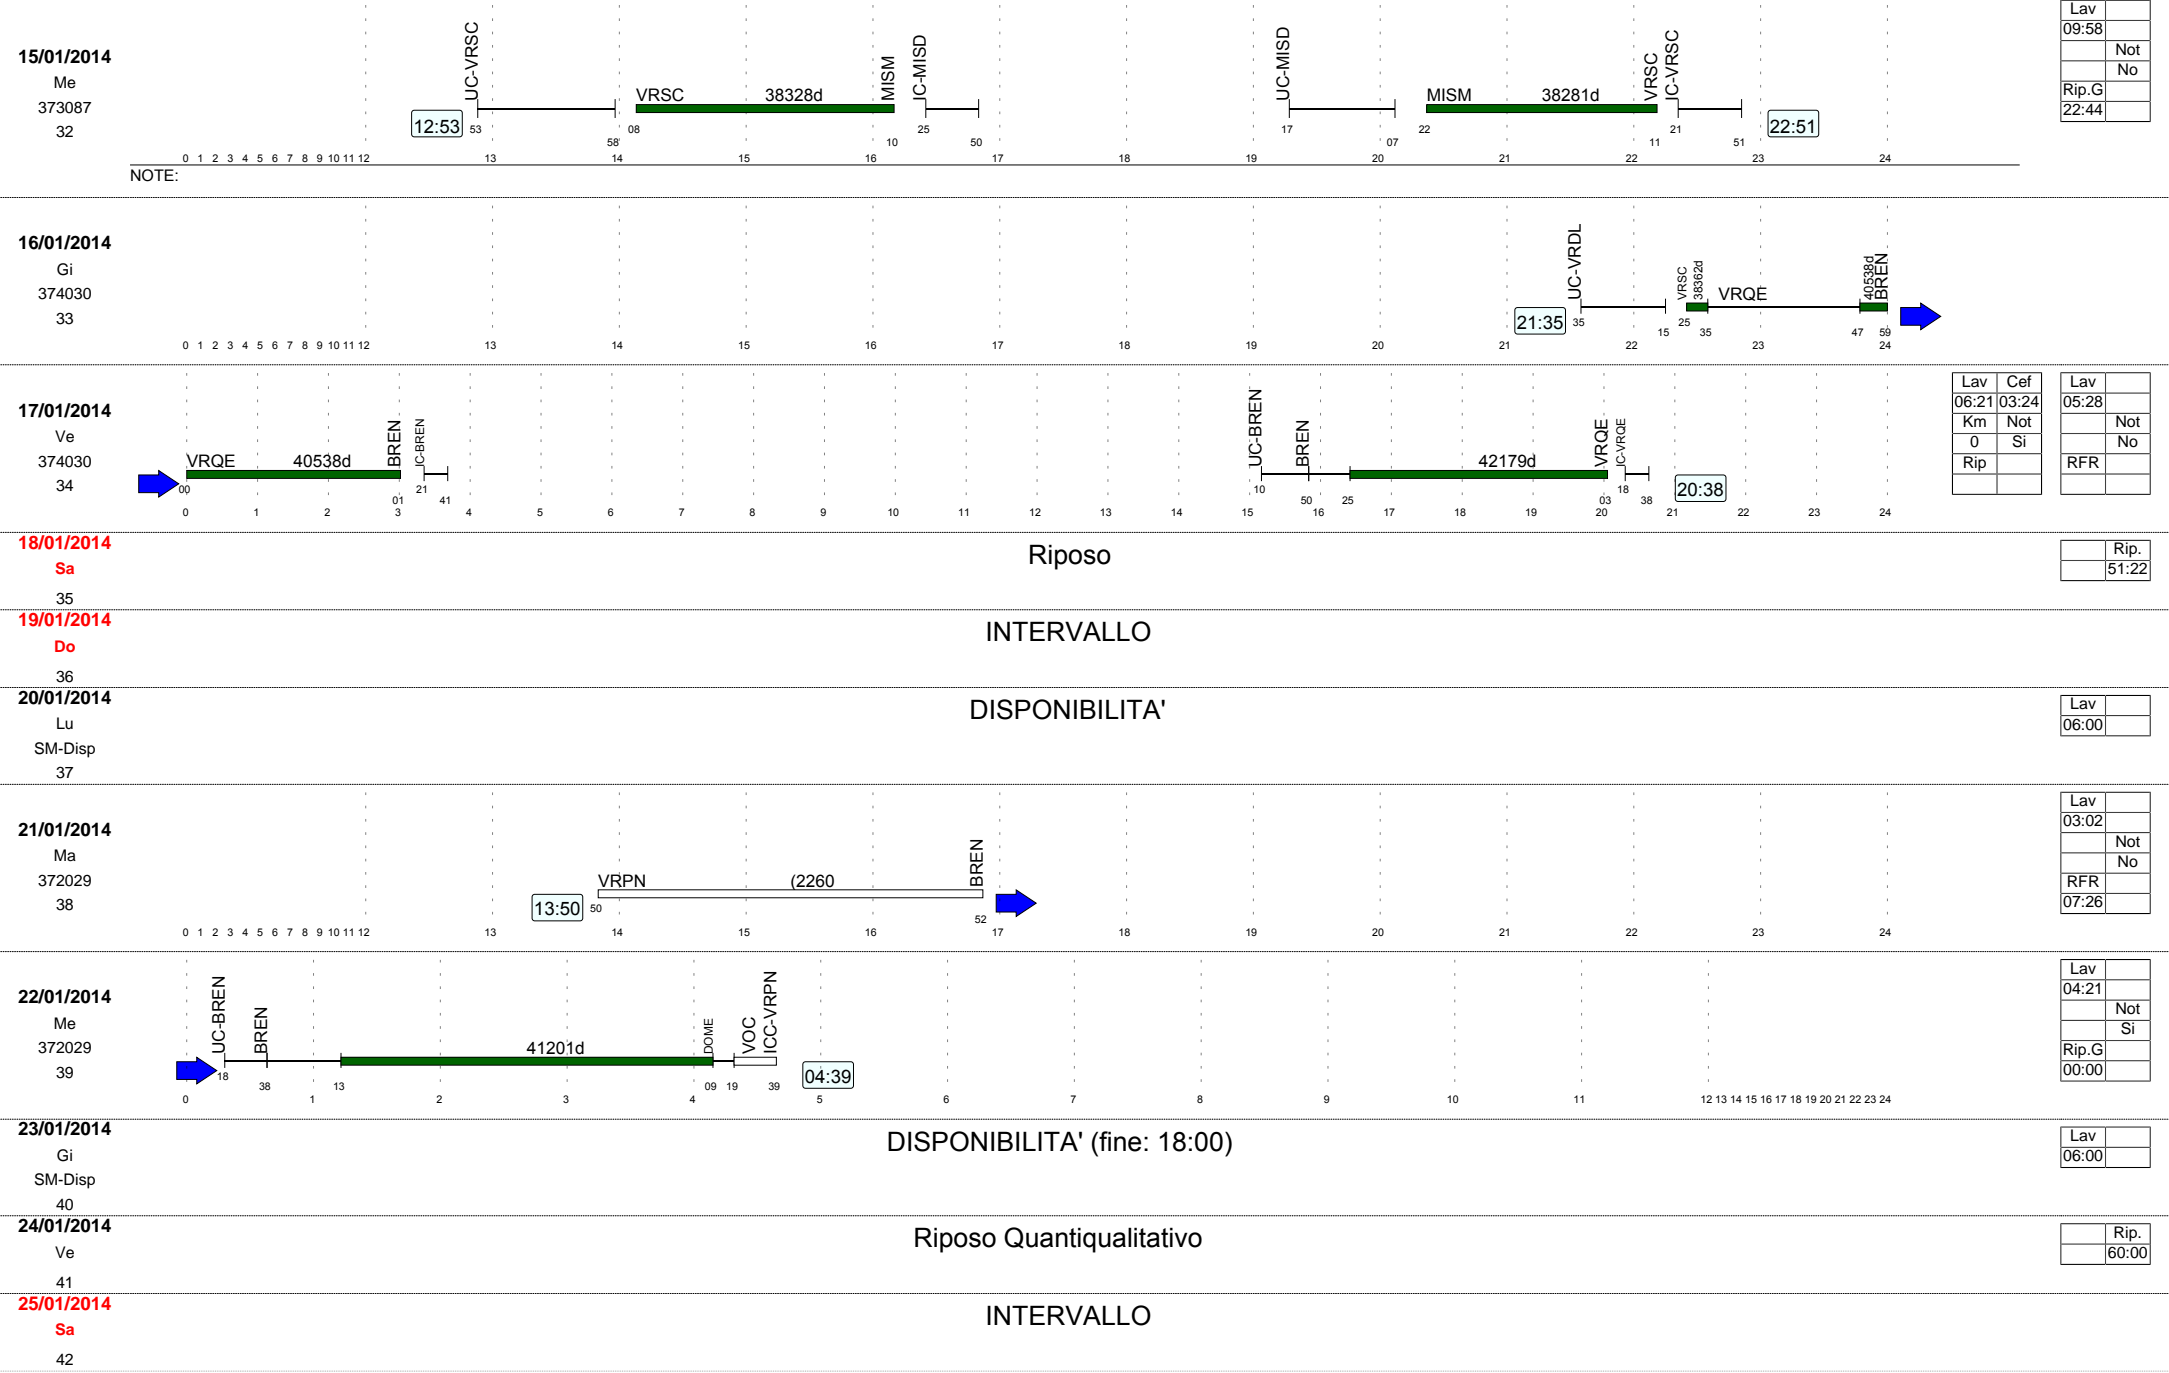 15/01/2014
Me
373087
32
12:53
UC-VRSC
53
58
VRSC 38328d MISM
08
10
IC-MISD
25
50
UC-MISD
17
07
MISM 38281d VRSC
22
11
IC-VRSC
21
51
22:51
0 1 2 3 4 5 6 7 8 9 10 11 12 13 14 15 16 17 18 19 20 21 22 23 24
Lav
09:58
Not
No
Rip.G
22:44
NOTE:
16/01/2014
Gi
374030
33
21:35
UC-VRDL
35
15
VRSC
38362d
25
35
VRQE
40538d
BREN
47
59
0 1 2 3 4 5 6 7 8 9 10 11 12 13 14 15 16 17 18 19 20 21 22 23 24
17/01/2014
Ve
374030
34
VRQE 40538d BREN
00
01
IC-BREN
21
41
UC-BREN
10
BREN
50
25
42179d VRQE
03
IC-VRQE
18
38
20:38
0 1 2 3 4 5 6 7 8 9 10 11 12 13 14 15 16 17 18 19 20 21 22 23 24
Lav Cef
06:21 03:24
Km Not
0 Si
Rip
Lav
05:28
Not
No
RFR
18/01/2014
Sa
35
Riposo
Rip.
51:22
19/01/2014
Do
36
INTERVALLO
20/01/2014
Lu
SM-Disp
37
DISPONIBILITA'
Lav
06:00
21/01/2014
Ma
372029
38
13:50
VRPN (2260 BREN
50
52
0 1 2 3 4 5 6 7 8 9 10 11 12 13 14 15 16 17 18 19 20 21 22 23 24
Lav
03:02
Not
No
RFR
07:26
22/01/2014
Me
372029
39
UC-BREN
18
BREN
38
13
41201d DOME
09
VOC
ICC-VRPN
19
39
04:39
0 1 2 3 4 5 6 7 8 9 10 11 12 13 14 15 16 17 18 19 20 21 22 23 24
Lav
04:21
Not
Si
Rip.G
00:00
23/01/2014
Gi
SM-Disp
40
DISPONIBILITA' (fine: 18:00)
Lav
06:00
24/01/2014
Ve
41
Riposo Quantiqualitativo
Rip.
60:00
25/01/2014
Sa
42
INTERVALLO